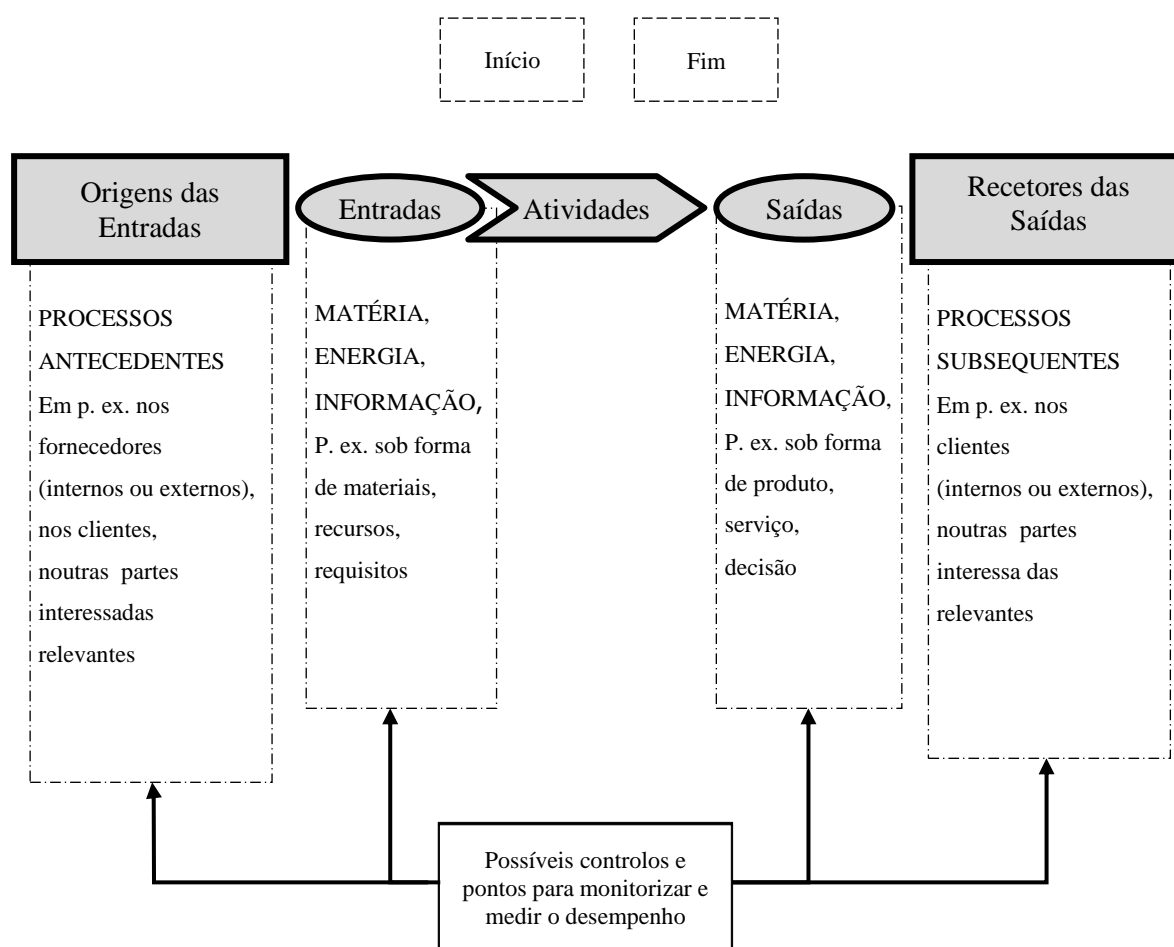 Início
Fim
Origens das
Entradas
Entradas
Atividades
Saídas
Recetores das
Saídas
PROCESSOS
ANTECEDENTES
Em p. ex. nos
fornecedores
(internos ou externos),
nos clientes,
noutras partes
interessadas
relevantes
MATÉRIA,
ENERGIA,
INFORMAÇÃO,
P. ex. sob forma
de materiais,
recursos,
requisitos
MATÉRIA,
ENERGIA,
INFORMAÇÃO,
P. ex. sob forma
de produto,
serviço,
decisão
PROCESSOS
SUBSEQUENTES
Em p. ex. nos
clientes
(internos ou externos),
noutras partes
interessa das
relevantes
Possíveis controlos e
pontos para monitorizar e
medir o desempenho